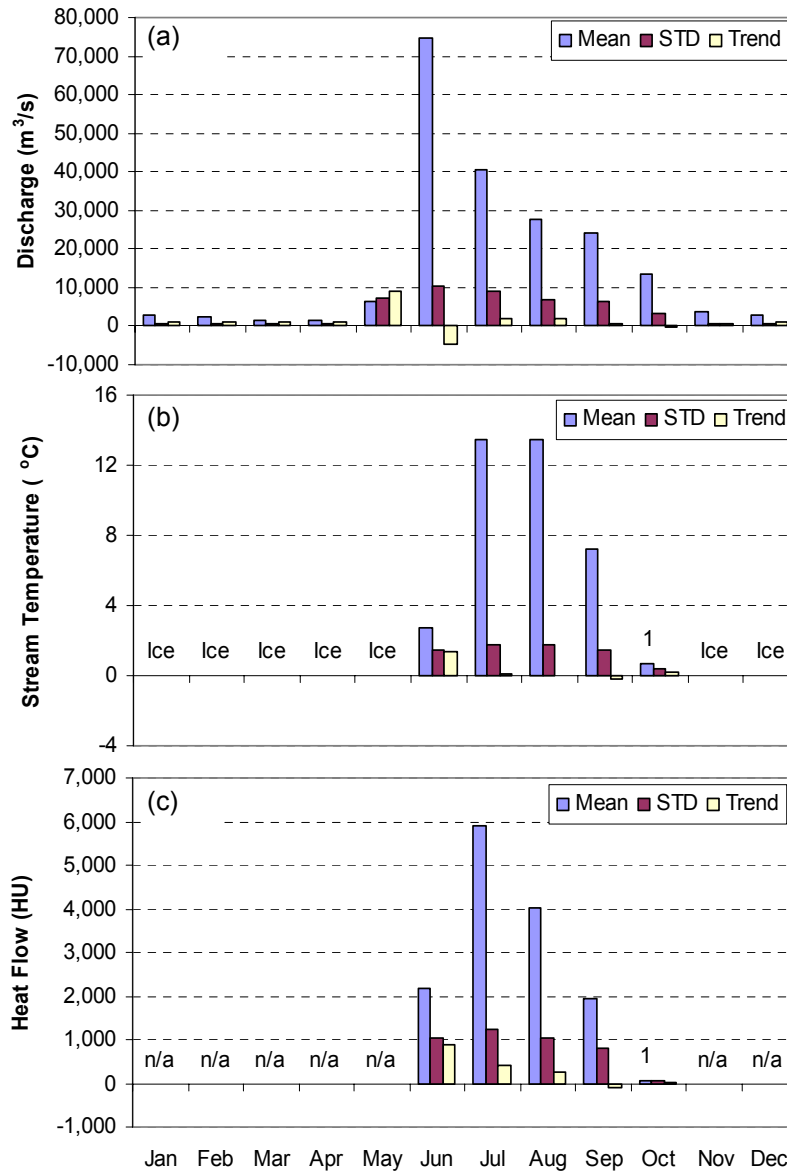 80,000
70,000
60,000
50,000
40,000
30,000
20,000
10,000
0
-10,000
Discharge (m³/s)
(a)
Mean STD Trend
16
12
8
4
0
-4
Stream Temperature ( °C)
(b)
Mean STD Trend
Ice Ice Ice Ice Ice 1 Ice Ice
7,000
6,000
5,000
4,000
3,000
2,000
1,000
0
-1,000
Heat Flow (HU)
(c)
Mean STD Trend
n/a n/a n/a n/a n/a 1 n/a n/a
Jan Feb Mar Apr May Jun Jul Aug Sep Oct Nov Dec